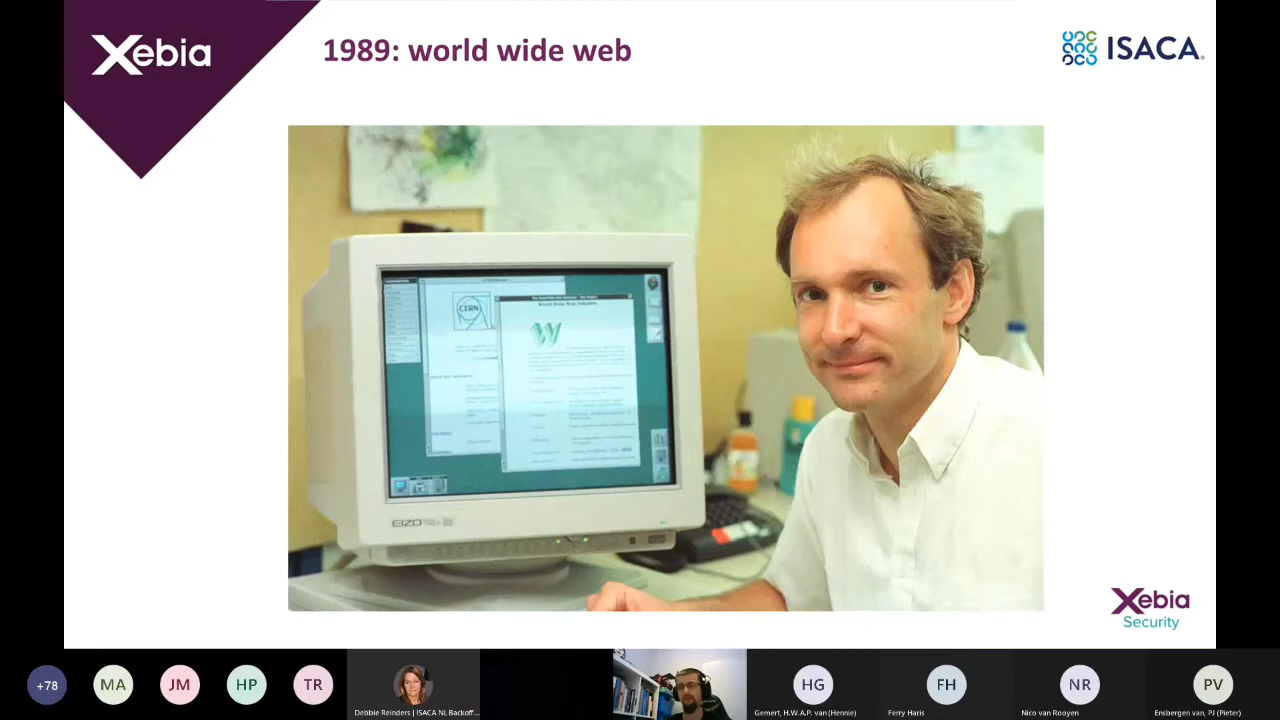 Xebia
1989: world wide web
ISACA
CERN
W
EIZO
Xebia
Security
+78
MA
JM
HP
TR
HG
FH
NR
PV
Debbie Reinders | ISACA NL Backoff...
Gemert, H.W.A.P. van (Hennie)
Ferry Haris
Nico van Rooyen
Ensbergen van, PJ (Pieter)